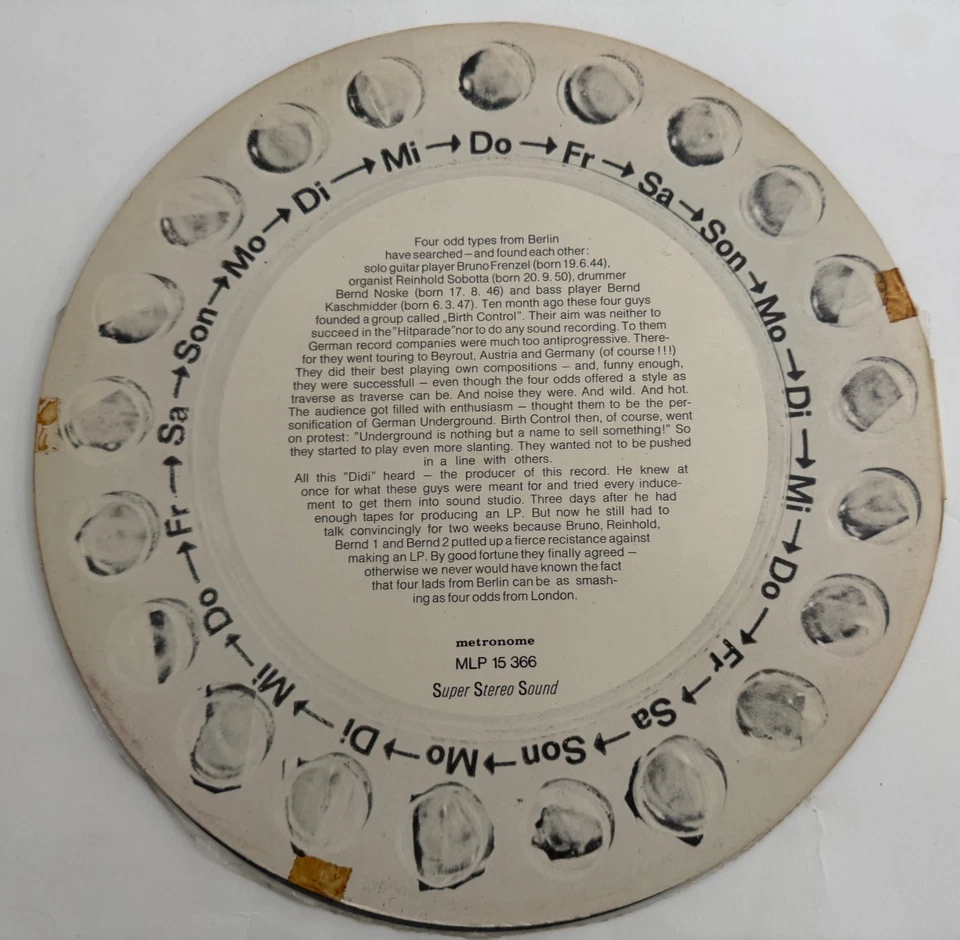 Do → Fr → Sa → Son → Mo → Di → Mi → Do → Fr → Sa → Son → Mo → Di → Mi → Do → Fr → Sa → Son → Mo → Di → Mi →
Four odd types from Berlin
have searched—and found each other:
solo guitar player Bruno Frenzel (born 19.6.44),
organist Reinhold Sobotta (born 20. 9. 50), drummer
Bernd Noske (born 17. 8. 46) and bass player Bernd
Kaschmidder (born 6. 3. 47). Ten month ago these four guys
founded a group called „Birth Control". Their aim was neither to
succeed in the "Hitparade" nor to do any sound recording. To them
German record companies were much too antiprogressive. There-
for they went touring to Beyrout, Austria and Germany (of course ! ! !)
They did their best playing own compositions — and, funny enough,
they were successfull — even though the four odds offered a style as
traverse as traverse can be. And noise they were. And wild. And hot.
The audience got filled with enthusiasm — thought them to be the per-
sonification of German Underground. Birth Control then, of course, went
on protest: "Underground is nothing but a name to sell something!" So
they started to play even more slanting. They wanted not to be pushed
in a line with others.
All this "Didi" heard — the producer of this record. He knew at
once for what these guys were meant for and tried every induce-
ment to get them into sound studio. Three days after he had
enough tapes for producing an LP. But now he still had to
talk convincingly for two weeks because Bruno, Reinhold,
Bernd 1 and Bernd 2 putted up a fierce recistance against
making an LP. By good fortune they finally agreed —
otherwise we never would have known the fact
that four lads from Berlin can be as smash-
ing as four odds from London.
metronome
MLP 15 366
Super Stereo Sound